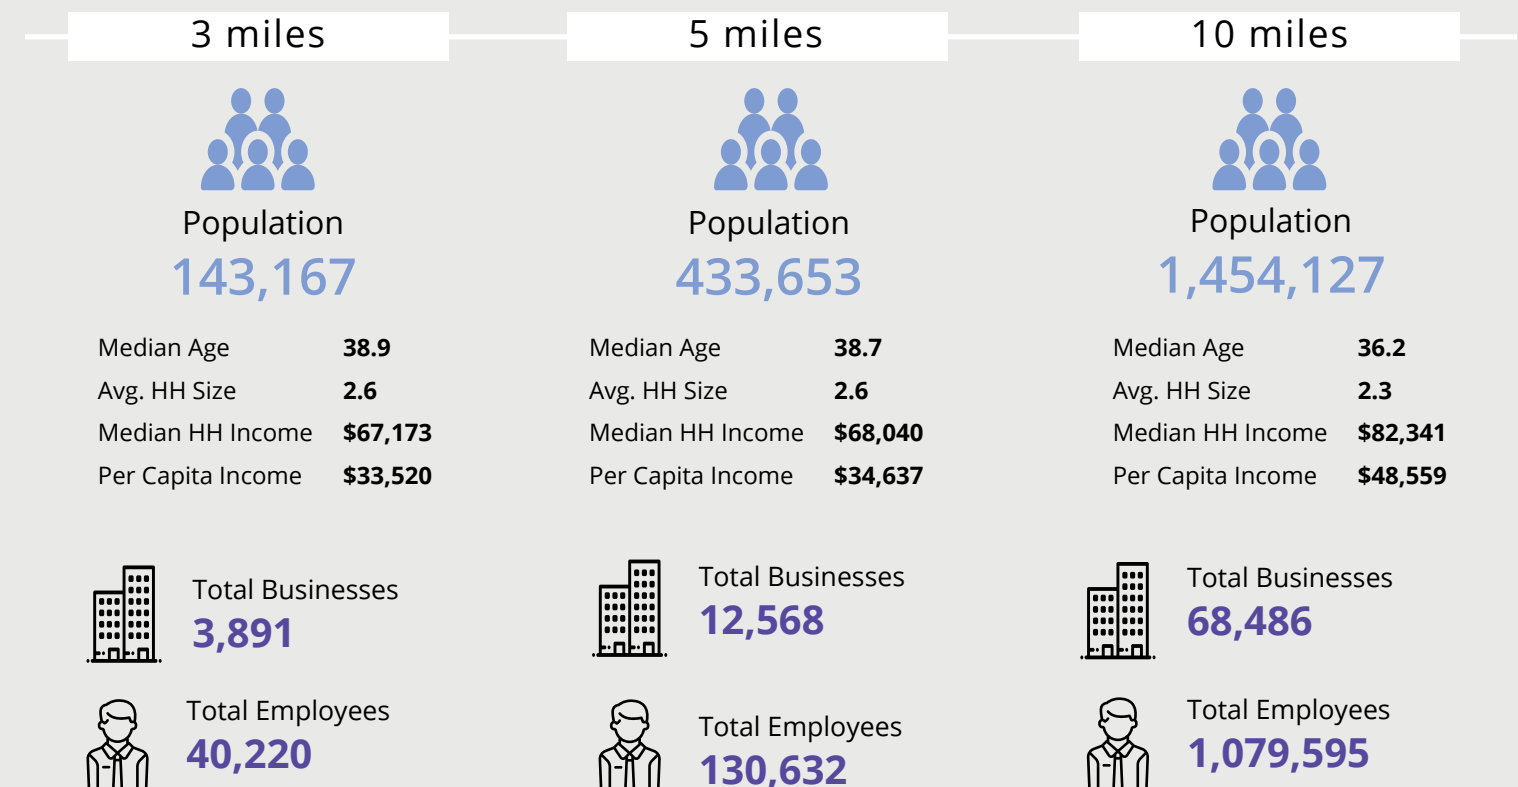 3 miles
Population
143,167
Median Age 38.9
Avg. HH Size 2.6
Median HH Income $67,173
Per Capita Income $33,520
Total Businesses
3,891
Total Employees
40,220
5 miles
Population
433,653
Median Age 38.7
Avg. HH Size 2.6
Median HH Income $68,040
Per Capita Income $34,637
Total Businesses
12,568
Total Employees
130,632
10 miles
Population
1,454,127
Median Age 36.2
Avg. HH Size 2.3
Median HH Income $82,341
Per Capita Income $48,559
Total Businesses
68,486
Total Employees
1,079,595